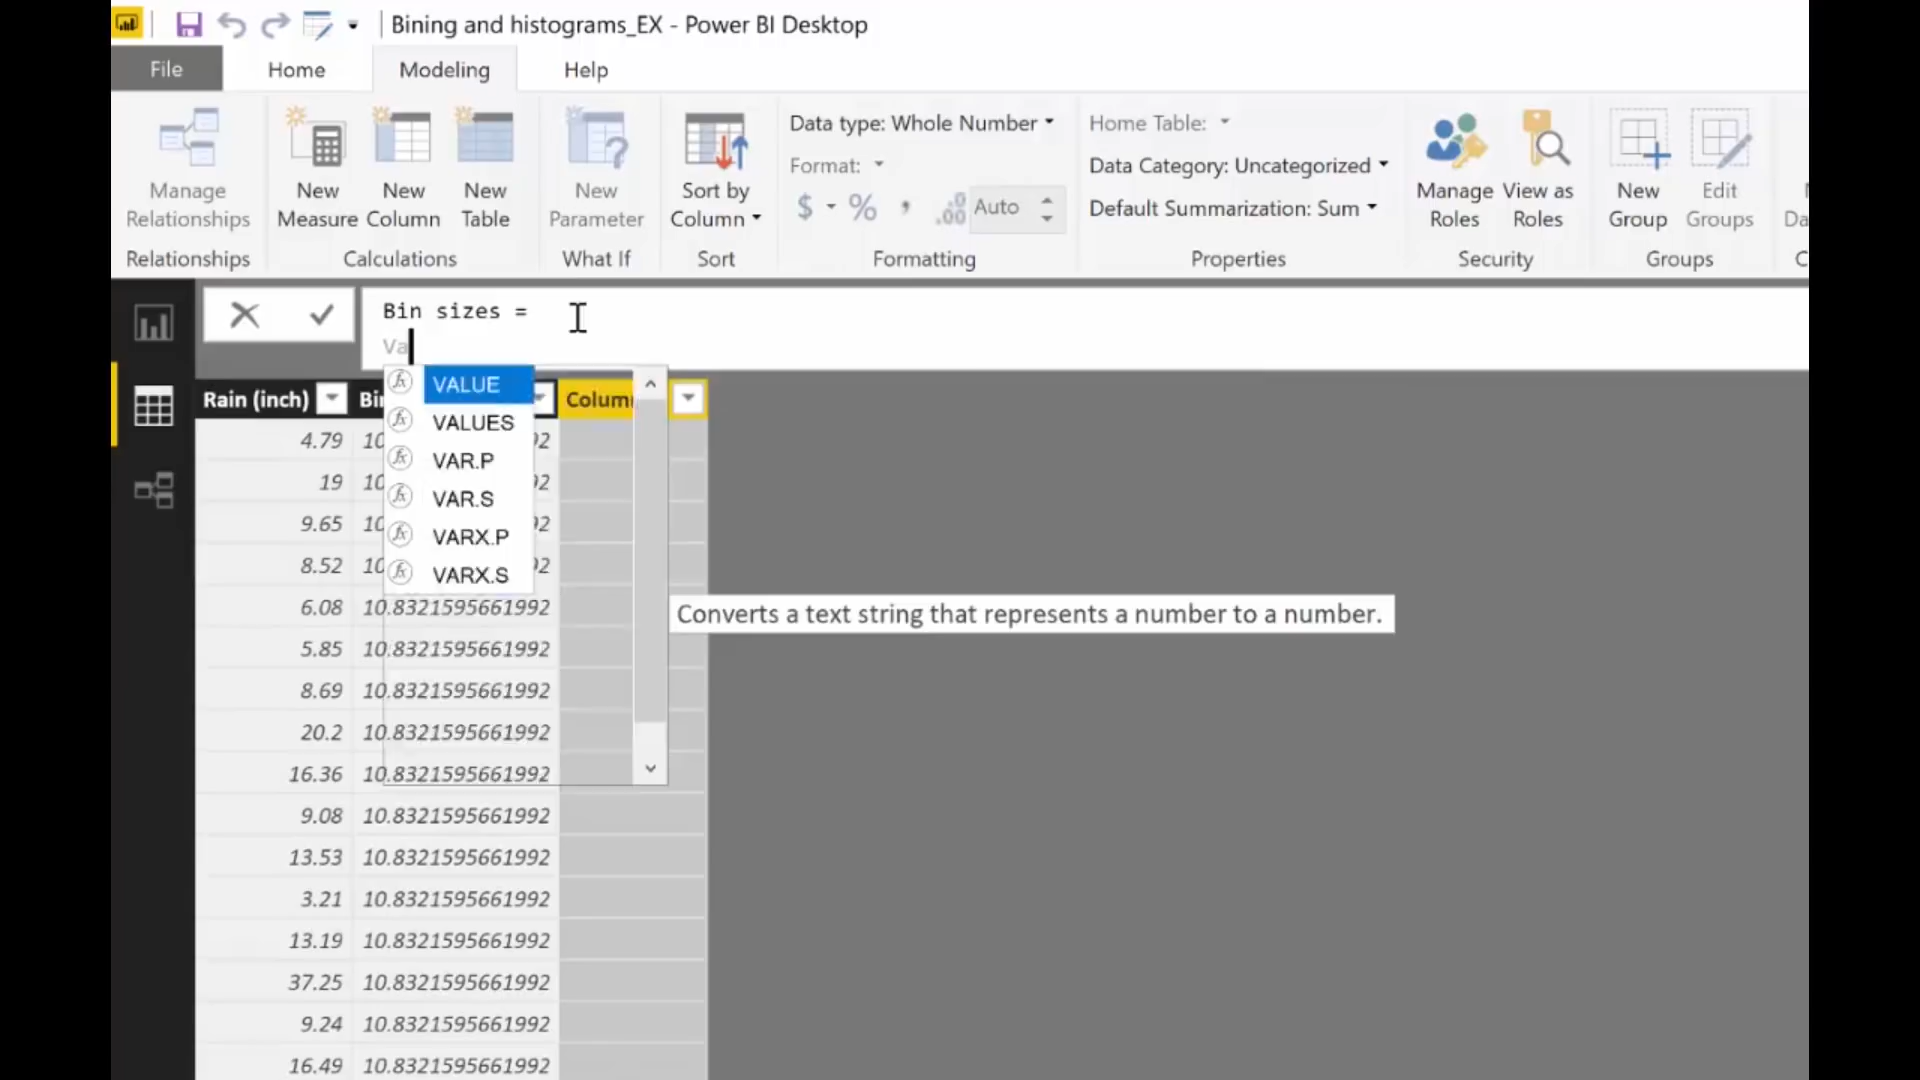 Bining and histograms_EX - Power BI Desktop
File Home Modeling Help
Manage Relationships
New Measure
New Column
New Table
New Parameter
Sort by Column
Data type: Whole Number
Format:
$ % , .00 Auto
Home Table:
Data Category: Uncategorized
Default Summarization: Sum
Manage Roles
View as Roles
New Group
Edit Groups
Relationships Calculations What If Sort Formatting Properties Security Groups
Bin sizes =
Va
Rain (inch)
VALUE
VALUES
VAR.P
VAR.S
VARX.P
VARX.S
Converts a text string that represents a number to a number.
4.79
19
9.65
8.52
6.08 10.8321595661992
5.85 10.8321595661992
8.69 10.8321595661992
20.2 10.8321595661992
16.36 10.8321595661992
9.08 10.8321595661992
13.53 10.8321595661992
3.21 10.8321595661992
13.19 10.8321595661992
37.25 10.8321595661992
9.24 10.8321595661992
16.49 10.8321595661992